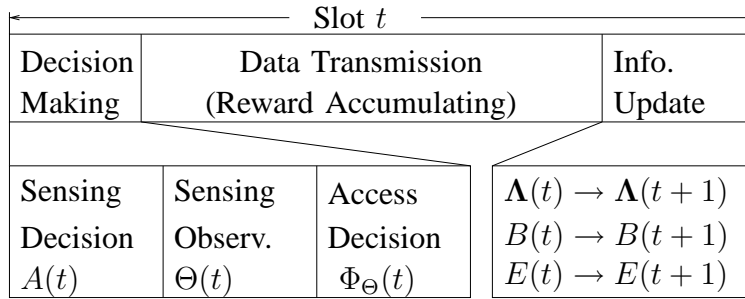 Slot t
Decision Making
Data Transmission (Reward Accumulating)
Info. Update
Sensing Decision A(t)
Sensing Observ. Θ(t)
Access Decision Φ_Θ(t)
Λ(t) → Λ(t + 1)
B(t) → B(t + 1)
E(t) → E(t + 1)